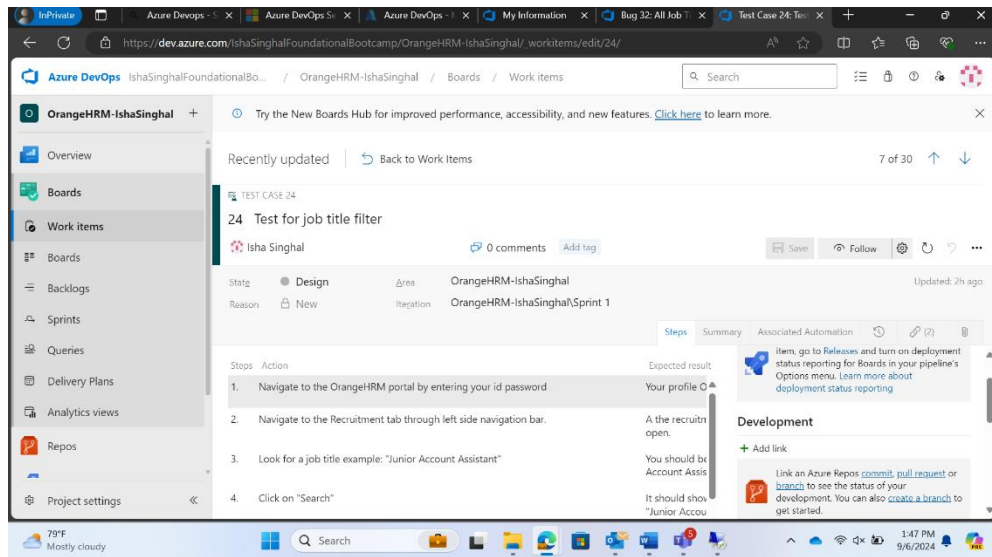 InPrivate
Azure Devops - S
Azure DevOps Se
Azure DevOps -
My Information
Bug 32: All Job Ti
Test Case 24: Test
https://dev.azure.com/IshaSinghalFoundationalBootcamp/OrangeHRM-IshaSinghal/_workitems/edit/24/
Azure DevOps IshaSinghalFoundationalBo... / OrangeHRM-IshaSinghal / Boards / Work items
Search
O OrangeHRM-IshaSinghal +
Try the New Boards Hub for improved performance, accessibility, and new features. Click here to learn more.
Overview
Recently updated
Back to Work Items
7 of 30
Boards
TEST CASE 24
24 Test for job title filter
Work items
Isha Singhal
0 comments
Add tag
Save
Follow
Boards
State
Design
Area
OrangeHRM-IshaSinghal
Updated: 2h ago
Backlogs
Reason
New
Iteration
OrangeHRM-IshaSinghal\Sprint 1
Sprints
Steps
Summary
Associated Automation
(2)
Queries
Steps Action
Expected result
item, go to Releases and turn on deployment
status reporting for Boards in your pipeline's
Options menu. Learn more about
deployment status reporting
Delivery Plans
1. Navigate to the OrangeHRM portal by entering your id password
Your profile O
Analytics views
2. Navigate to the Recruitment tab through left side navigation bar.
A the recruitm
open.
Development
+ Add link
Repos
3. Look for a job title example: "Junior Account Assistant"
You should be
Account Assis
Link an Azure Repos commit, pull request or
branch to see the status of your
development. You can also create a branch to
get started.
Project settings
4. Click on "Search"
It should show
"Junior Accou
79°F
Mostly cloudy
Search
5
PRE
1:47 PM
9/6/2024